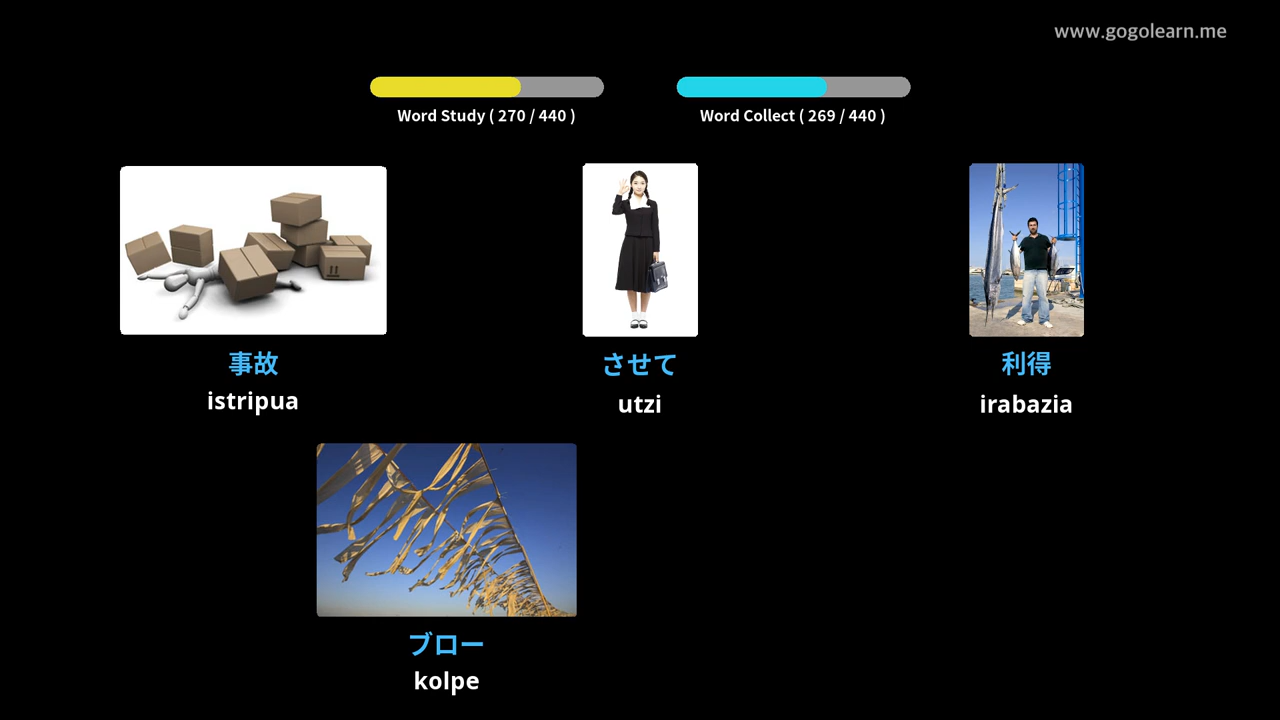 www.gogolearn.me
Word Study ( 270 / 440 )
Word Collect ( 269 / 440 )
事故
istripua
させて
utzi
利得
irabazia
ブロー
kolpe